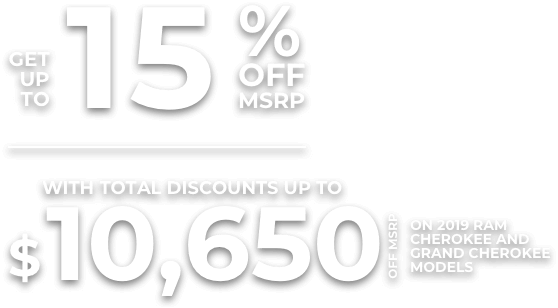 GET
UP
TO
15
%
OFF
MSRP
WITH TOTAL DISCOUNTS UP TO
$10,650
OFF MSRP
ON 2019 RAM
CHEROKEE AND
GRAND CHEROKEE
MODELS